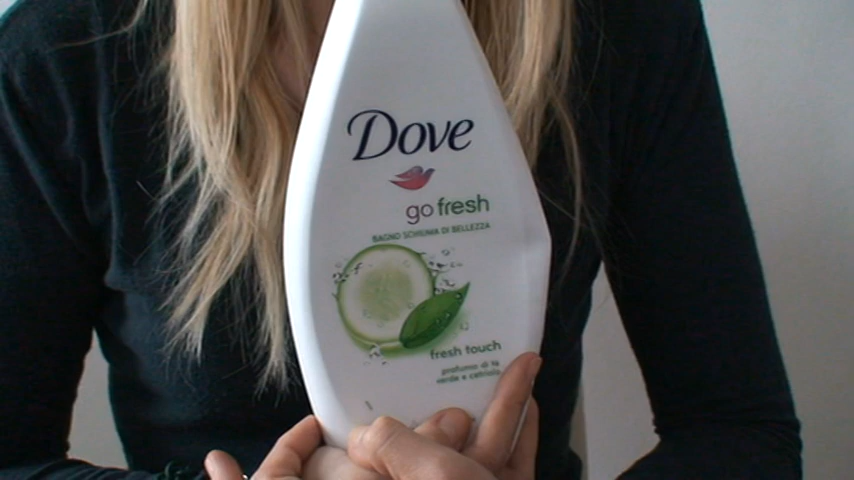 Dove
go fresh
BAGNO SCHIUMA DI BELLEZZA
fresh touch
profumo di tè
verde e cetriolo